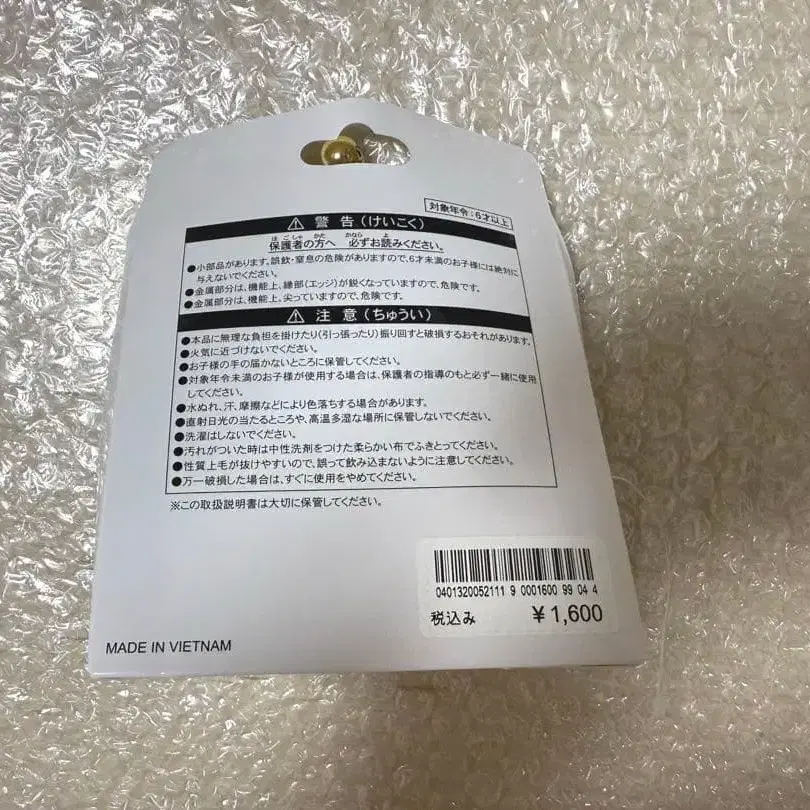 対象年令:6才以上
⚠ 警告(けいこく)
ほごしゃ かた かなら よ
保護者の方へ 必ずお読みください。
●小部品があります。誤飲・窒息の危険がありますので、6才未満のお子様には絶対に
与えないでください。
●金属部分は、機能上、縁部(エッジ)が鋭くなっていますので、危険です。
●金属部分は、機能上、尖っていますので、危険です。
⚠ 注意(ちゅうい)
●本品に無理な負担を掛けたり(引っ張ったり)振り回すと破損するおそれがあります。
●火気に近づけないでください。
●お子様の手の届かないところに保管してください。
●対象年令未満のお子様が使用する場合は、保護者の指導のもと必ず一緒に使用
してください。
●水ぬれ、汗、摩擦などにより色落ちする場合があります。
●直射日光の当たるところや、高温多湿な場所に保管しないでください。
●洗濯はしないでください。
●汚れがついた時は中性洗剤をつけた柔らかい布でふきとってください。
●性質上毛が抜けやすいので、誤って飲み込まないように注意してください。
●万一破損した場合は、すぐに使用をやめてください。
※この取扱説明書は大切に保管してください。
0401320052111 9 0001600 99 04 4
税込み ¥1,600
MADE IN VIETNAM